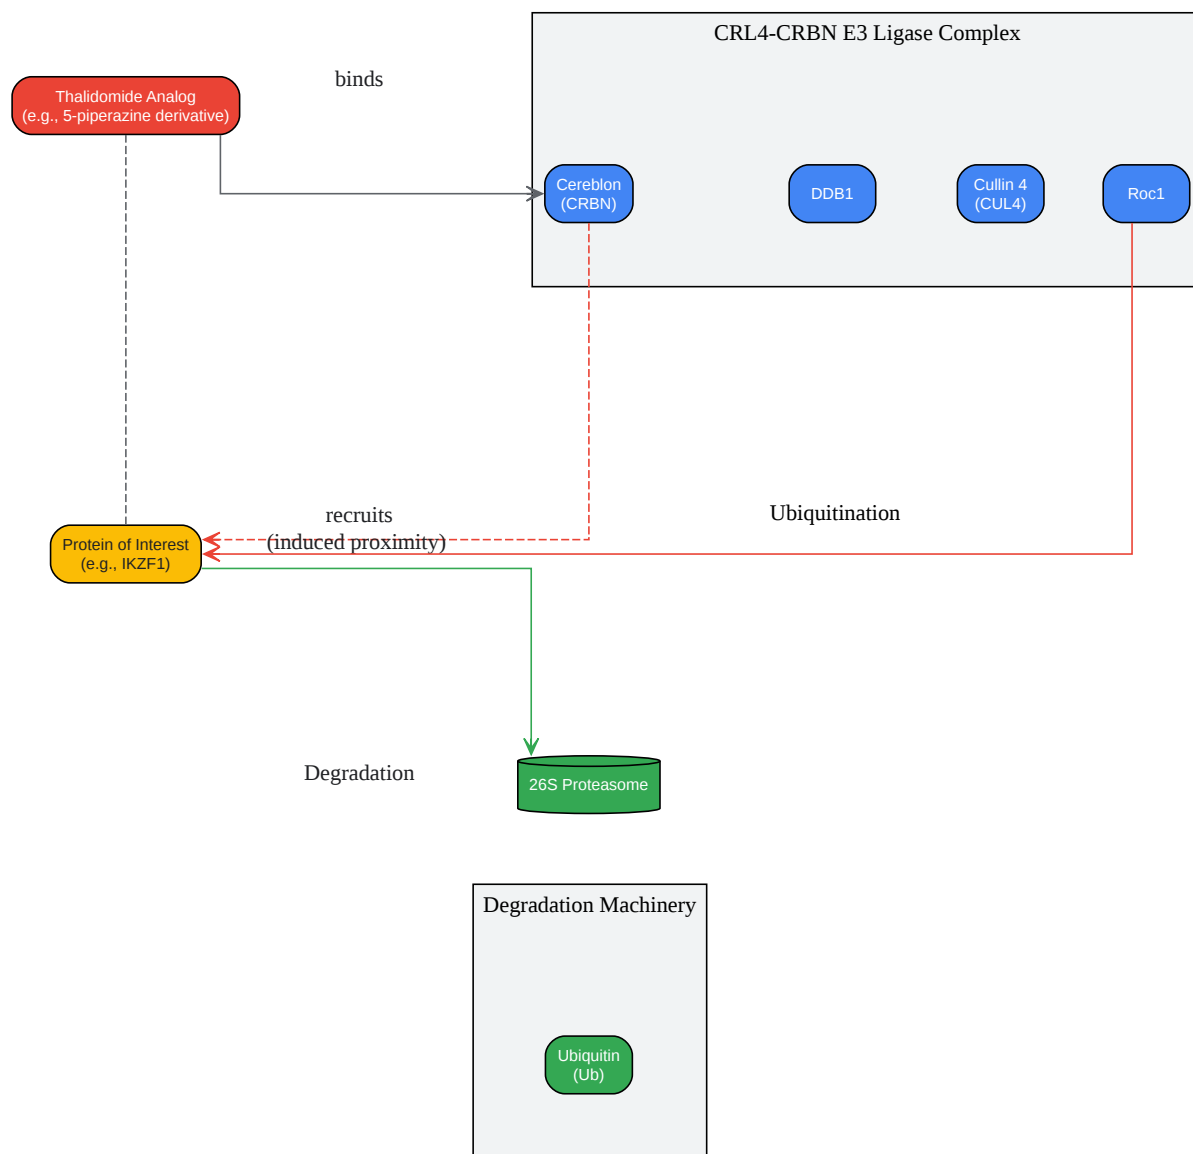 CRL4-CRBN E3 Ligase Complex
binds
Thalidomide Analog
(e.g., 5-piperazine derivative)
Cereblon
(CRBN)
DDB1
Cullin 4
(CUL4)
Roc1
recruits
(induced proximity)
Ubiquitination
Protein of Interest
(e.g., IKZF1)
Degradation
26S Proteasome
Degradation Machinery
Ubiquitin
(Ub)